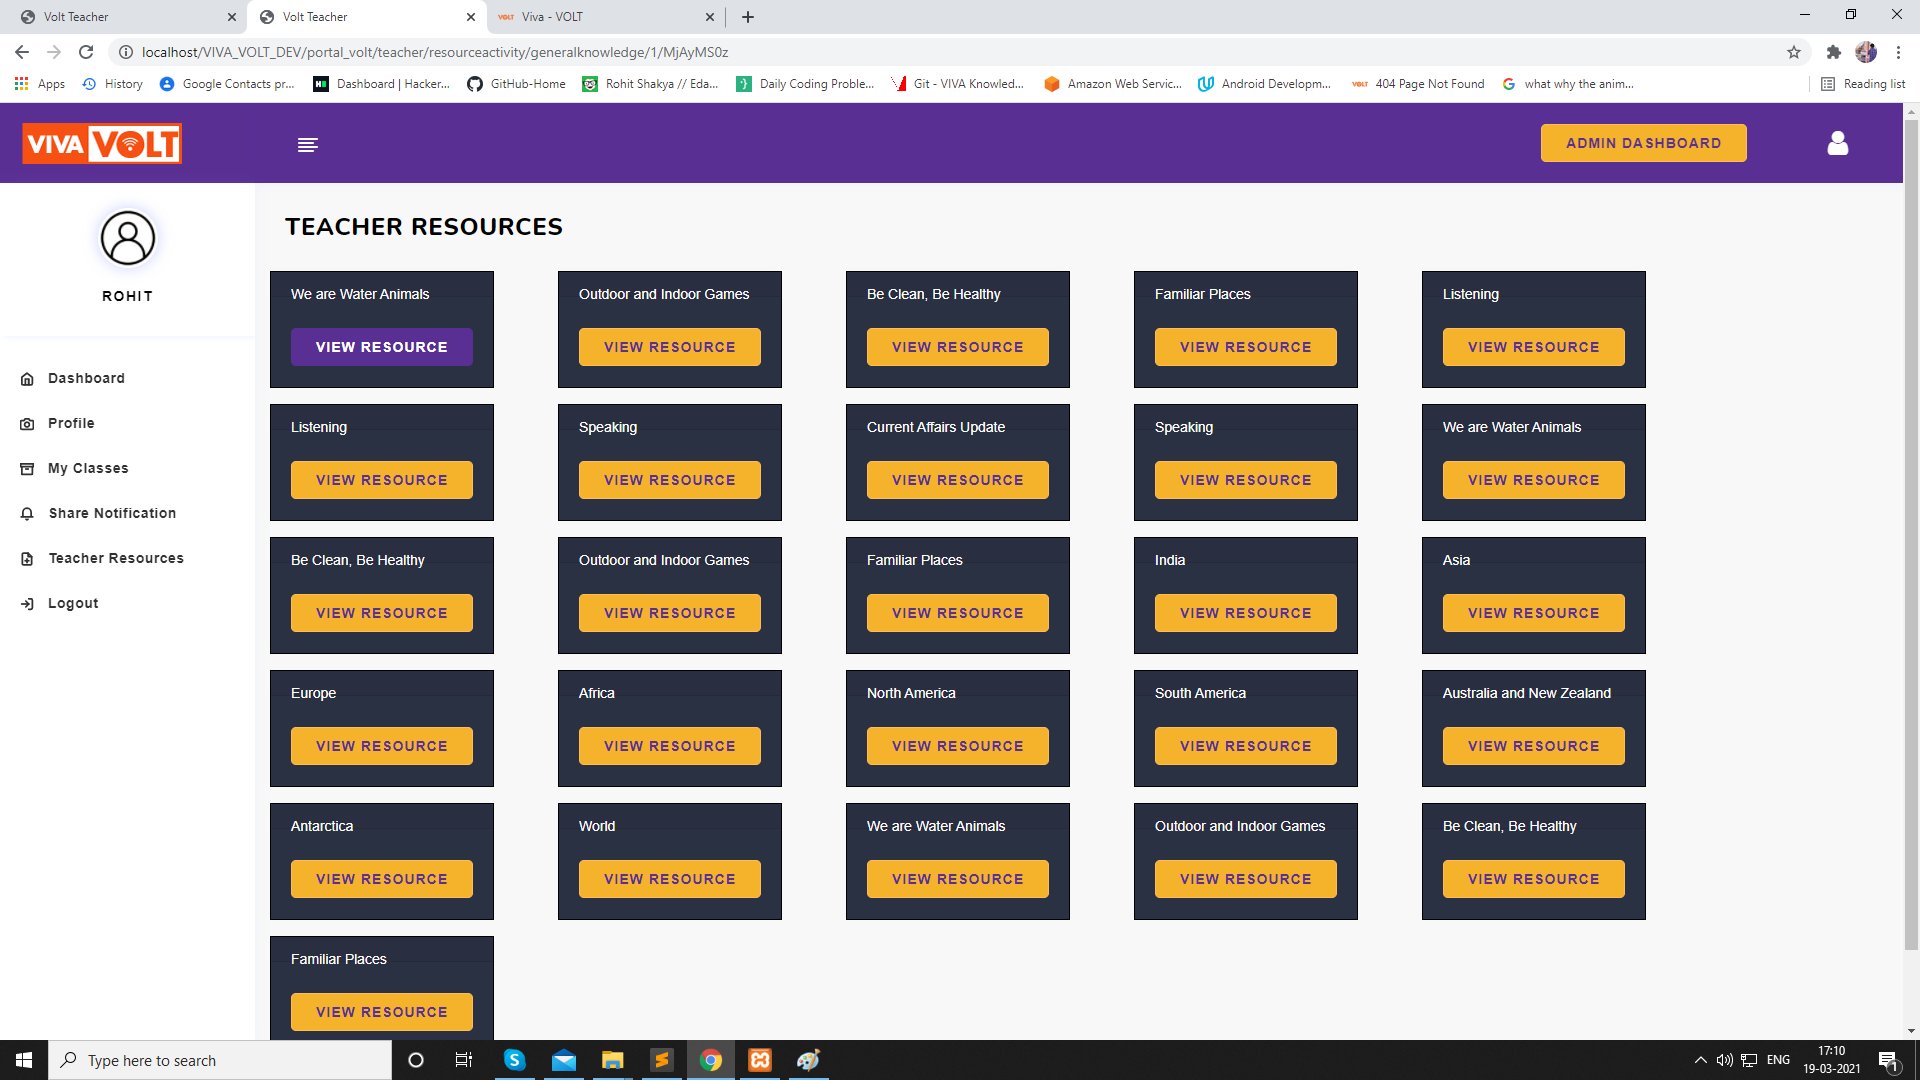 Volt Teacher
Volt Teacher
VOLT Viva - VOLT
localhost/VIVA_VOLT_DEV/portal_volt/teacher/resourceactivity/generalknowledge/1/MjAyMS0z
Apps
History
Google Contacts pr...
Dashboard | Hacker...
GitHub-Home
Rohit Shakya // Eda...
Daily Coding Proble...
Git - VIVA Knowled...
Amazon Web Servic...
Android Developm...
VOLT 404 Page Not Found
what why the anim...
Reading list
VIVA VOLT
ADMIN DASHBOARD
ROHIT
Dashboard
Profile
My Classes
Share Notification
Teacher Resources
Logout
TEACHER RESOURCES
We are Water Animals
VIEW RESOURCE
Outdoor and Indoor Games
VIEW RESOURCE
Be Clean, Be Healthy
VIEW RESOURCE
Familiar Places
VIEW RESOURCE
Listening
VIEW RESOURCE
Listening
VIEW RESOURCE
Speaking
VIEW RESOURCE
Current Affairs Update
VIEW RESOURCE
Speaking
VIEW RESOURCE
We are Water Animals
VIEW RESOURCE
Be Clean, Be Healthy
VIEW RESOURCE
Outdoor and Indoor Games
VIEW RESOURCE
Familiar Places
VIEW RESOURCE
India
VIEW RESOURCE
Asia
VIEW RESOURCE
Europe
VIEW RESOURCE
Africa
VIEW RESOURCE
North America
VIEW RESOURCE
South America
VIEW RESOURCE
Australia and New Zealand
VIEW RESOURCE
Antarctica
VIEW RESOURCE
World
VIEW RESOURCE
We are Water Animals
VIEW RESOURCE
Outdoor and Indoor Games
VIEW RESOURCE
Be Clean, Be Healthy
VIEW RESOURCE
Familiar Places
VIEW RESOURCE
Type here to search
ENG
17:10
19-03-2021
1